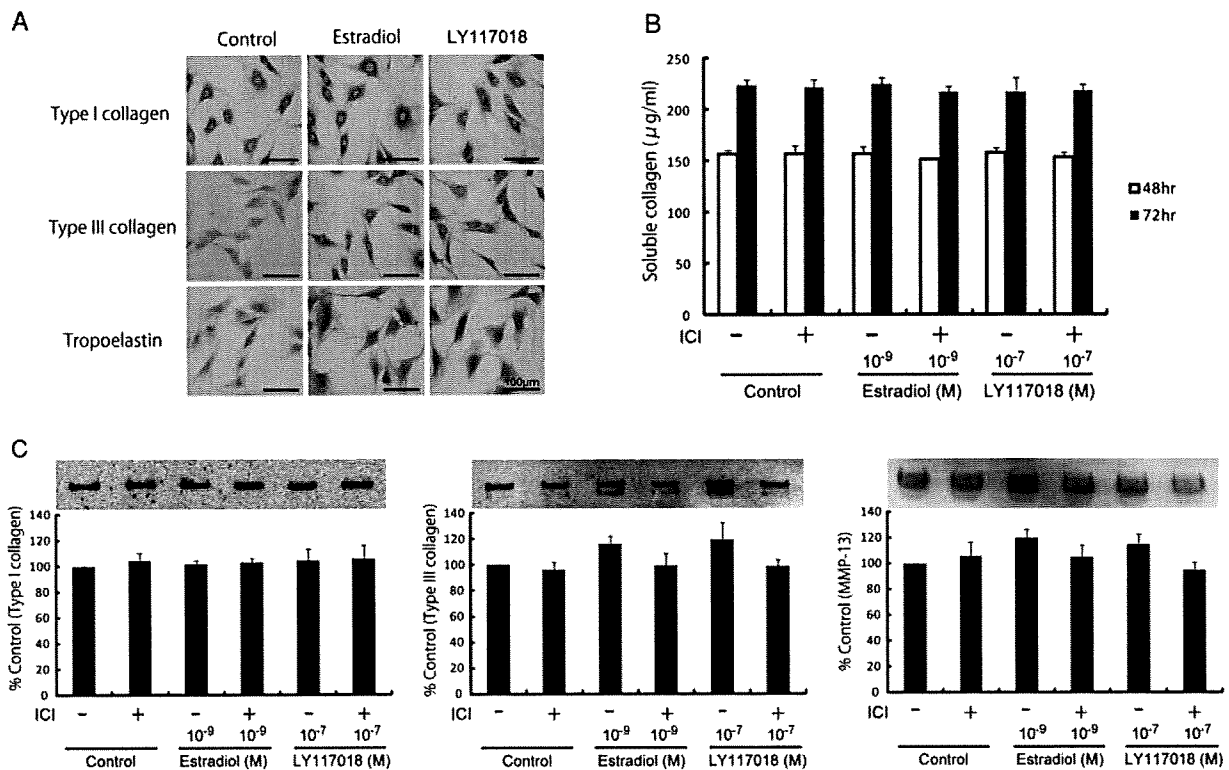 A
Control Estradiol LY117018
Type I collagen
Type III collagen
Tropoelastin
100μm
B
Soluble collagen (μg/ml)
250
200
150
100
50
0
48hr
72hr
ICI − + − + − +
10⁻⁹ 10⁻⁹ 10⁻⁷ 10⁻⁷
Control Estradiol (M) LY117018 (M)
C
% Control (Type I collagen)
140
120
100
80
60
40
20
0
ICI − + − + − +
10⁻⁹ 10⁻⁹ 10⁻⁷ 10⁻⁷
Control Estradiol (M) LY117018 (M)
% Control (Type III collagen)
140
120
100
80
60
40
20
0
ICI − + − + − +
10⁻⁹ 10⁻⁹ 10⁻⁷ 10⁻⁷
Control Estradiol (M) LY117018 (M)
% Control (MMP-13)
140
120
100
80
60
40
20
0
ICI − + − + − +
10⁻⁹ 10⁻⁹ 10⁻⁷ 10⁻⁷
Control Estradiol (M) LY117018 (M)